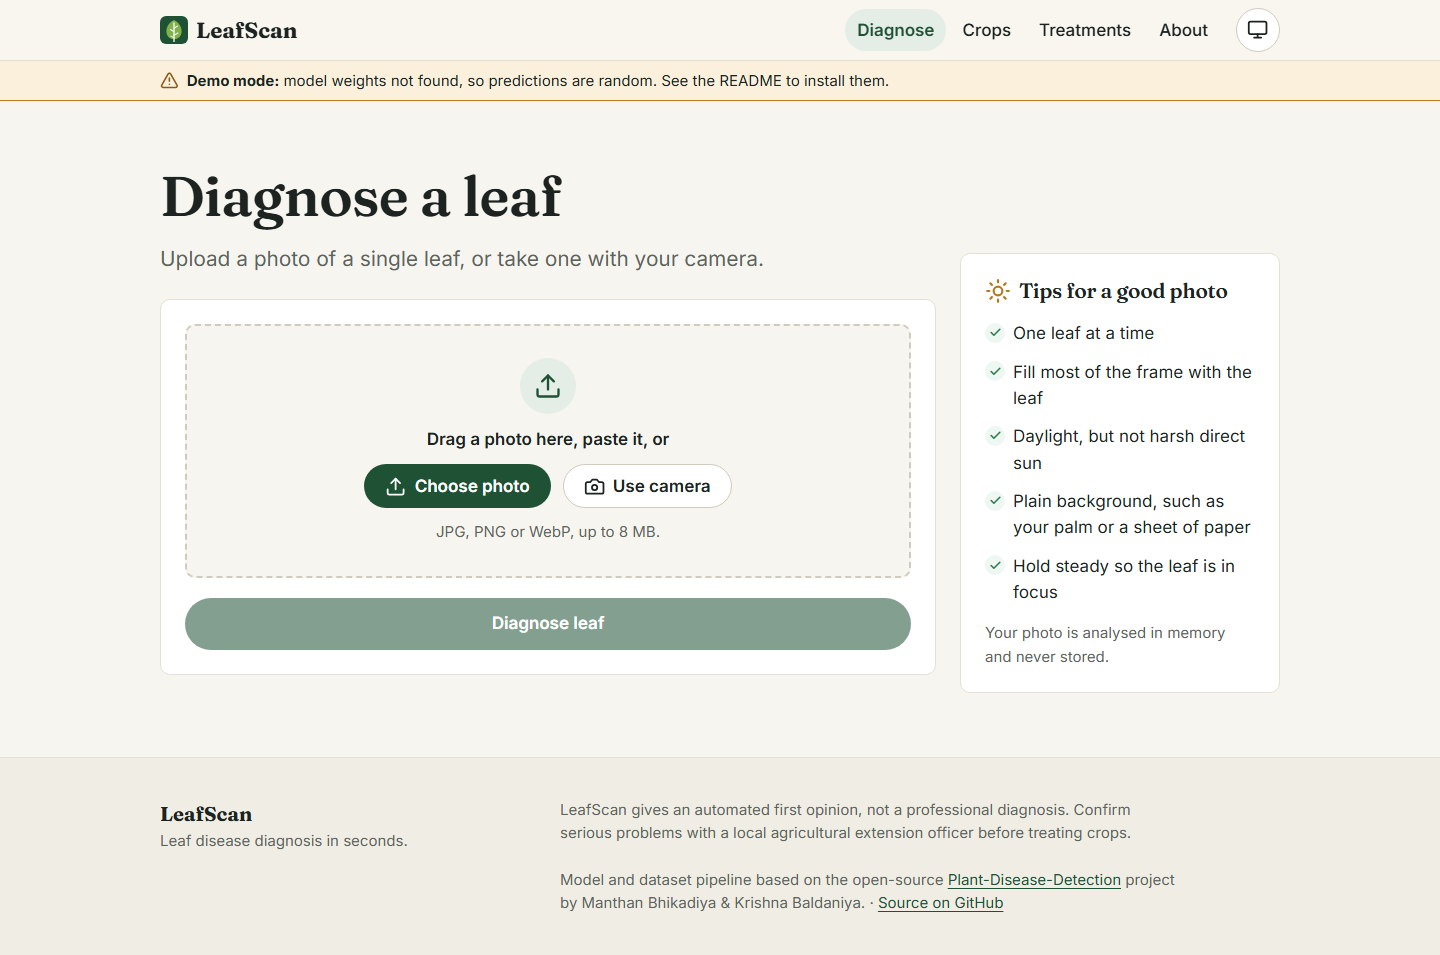 LeafScan
Diagnose
Crops
Treatments
About
Demo mode: model weights not found, so predictions are random. See the README to install them.
Diagnose a leaf
Upload a photo of a single leaf, or take one with your camera.
Drag a photo here, paste it, or
Choose photo
Use camera
JPG, PNG or WebP, up to 8 MB.
Diagnose leaf
Tips for a good photo
One leaf at a time
Fill most of the frame with the
leaf
Daylight, but not harsh direct
sun
Plain background, such as
your palm or a sheet of paper
Hold steady so the leaf is in
focus
Your photo is analysed in memory
and never stored.
LeafScan
Leaf disease diagnosis in seconds.
LeafScan gives an automated first opinion, not a professional diagnosis. Confirm
serious problems with a local agricultural extension officer before treating crops.
Model and dataset pipeline based on the open-source Plant-Disease-Detection project
by Manthan Bhikadiya & Krishna Baldaniya. · Source on GitHub